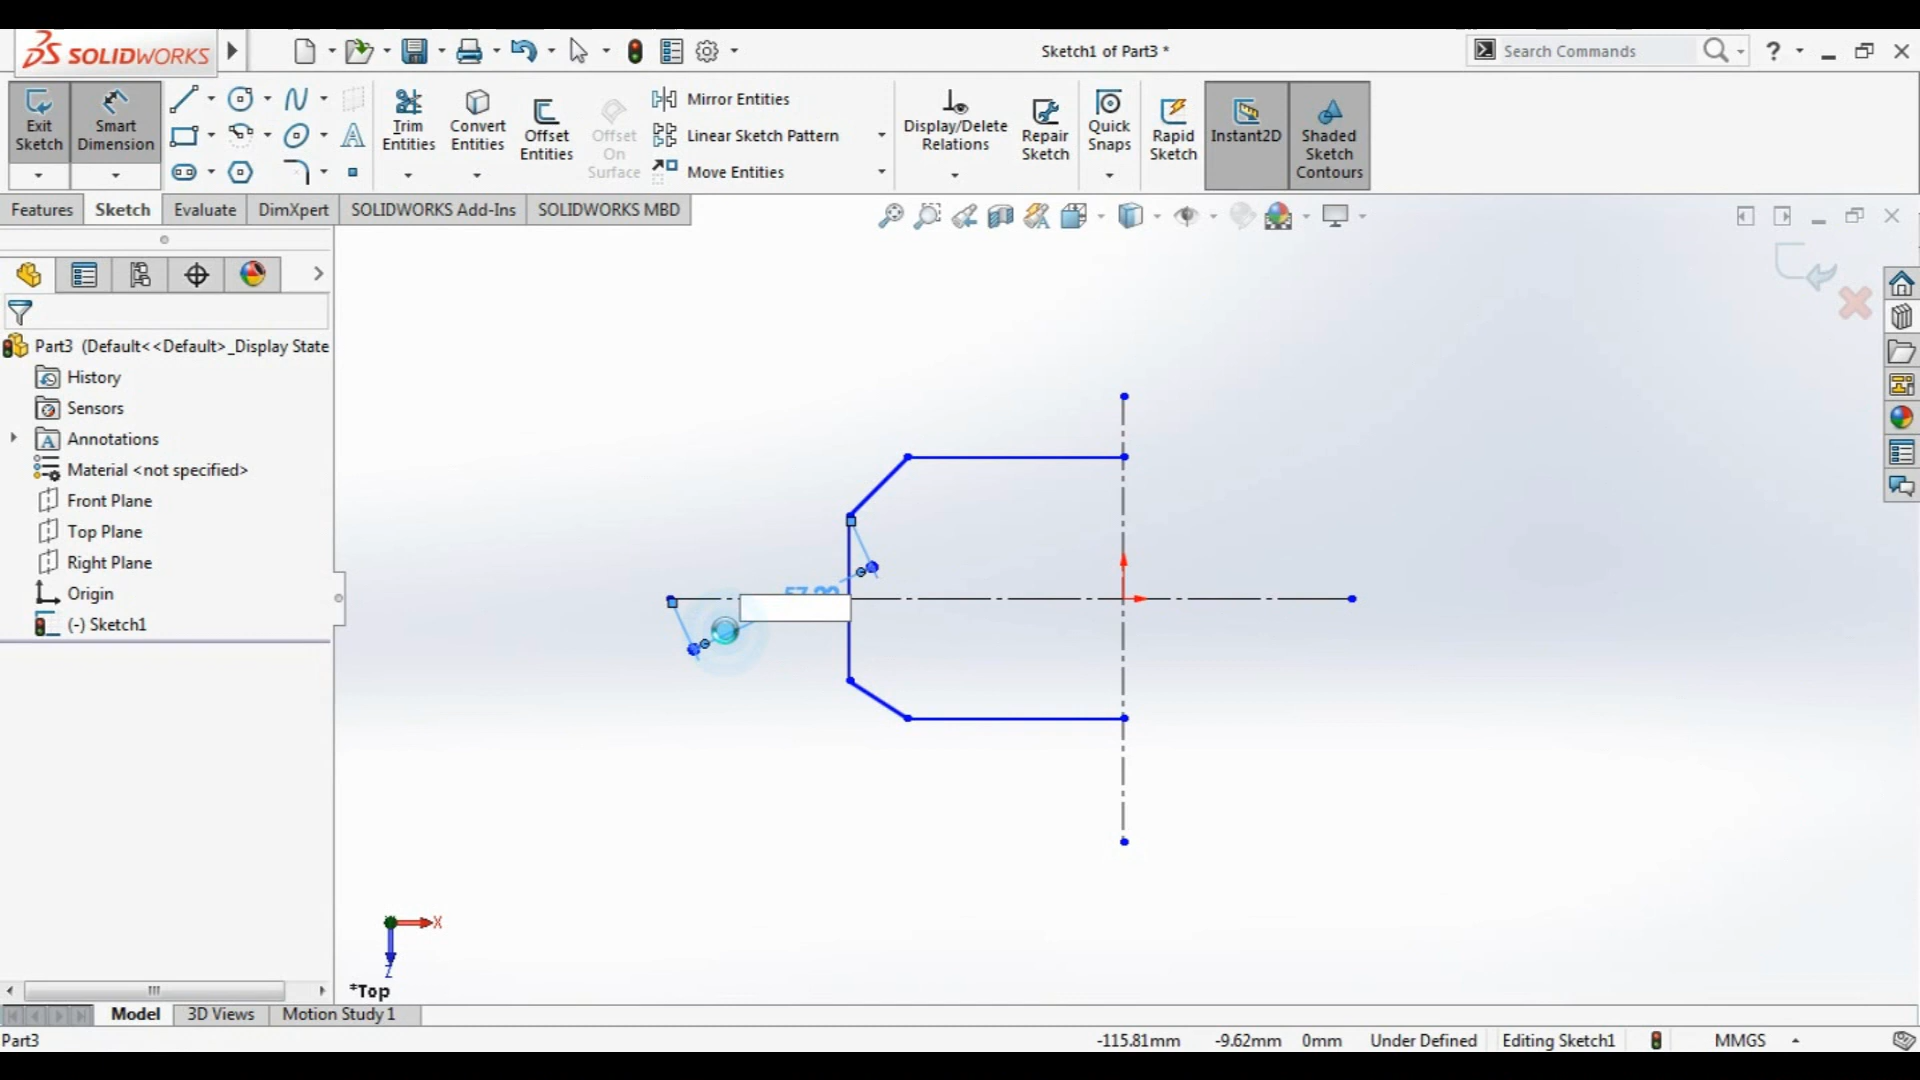 SOLIDWORKS
Sketch1 of Part3 *
Search Commands
?
Exit Sketch
Smart Dimension
Trim Entities
Convert Entities
Offset Entities
Offset On Surface
Mirror Entities
Linear Sketch Pattern
Move Entities
Display/Delete Relations
Repair Sketch
Quick Snaps
Rapid Sketch
Instant2D
Shaded Sketch Contours
Features
Sketch
Evaluate
DimXpert
SOLIDWORKS Add-Ins
SOLIDWORKS MBD
Part3 (Default<<Default>_Display State
History
Sensors
Annotations
Material <not specified>
Front Plane
Top Plane
Right Plane
Origin
(-) Sketch1
X
Z
*Top
Model
3D Views
Motion Study 1
Part3
-115.81mm
-9.62mm
0mm
Under Defined
Editing Sketch1
MMGS